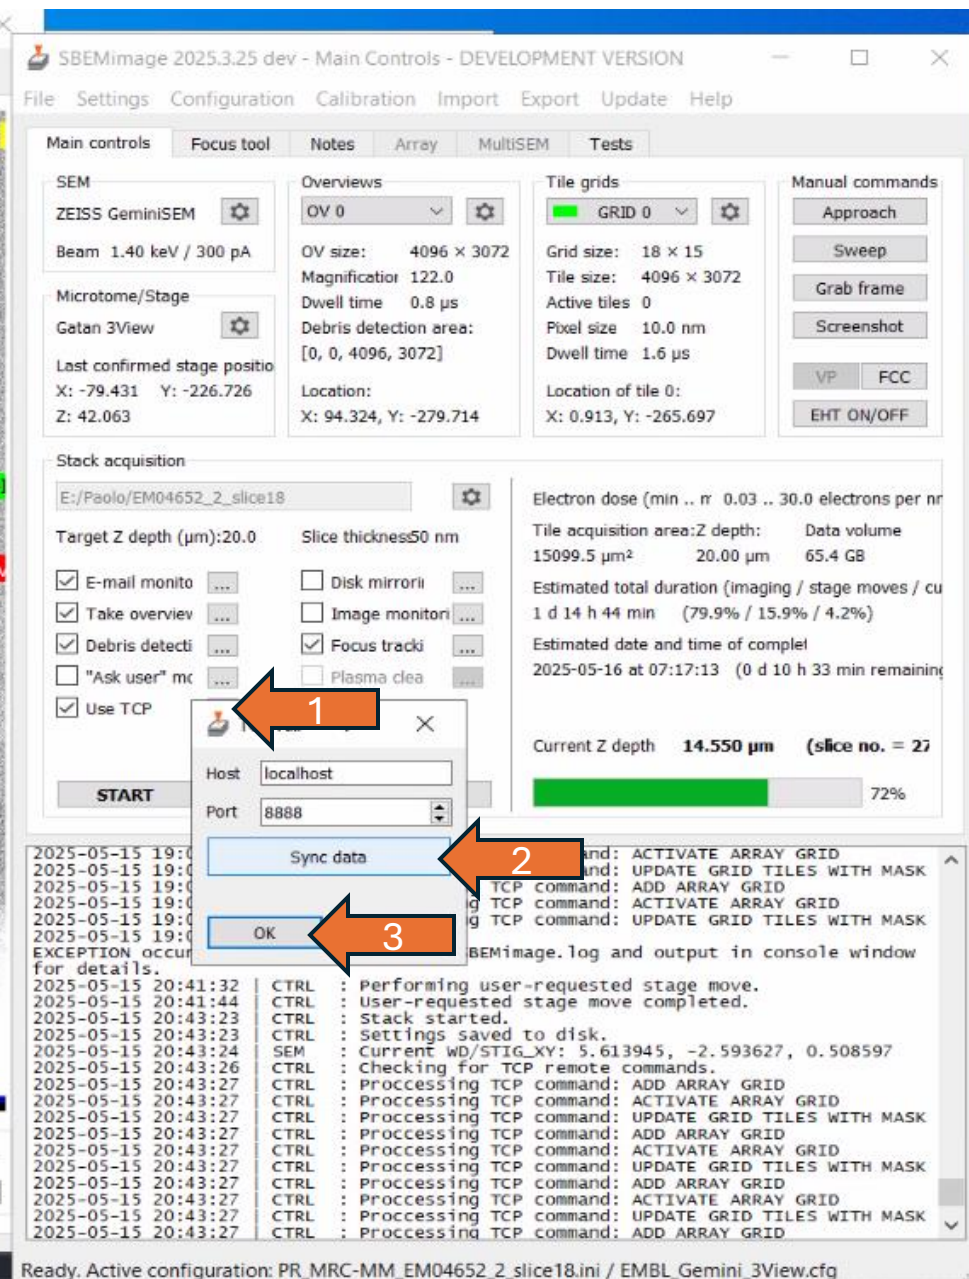 SBEMimage 2025.3.25 dev - Main Controls - DEVELOPMENT VERSION
File Settings Configuration Calibration Import Export Update Help
Main controls Focus tool Notes Array MultiSEM Tests
SEM Overviews Tile grids Manual commands
ZEISS GeminiSEM OV 0 GRID 0 Approach
Beam 1.40 keV / 300 pA OV size: 4096 × 3072 Grid size: 18 × 15 Sweep
Magnification 122.0 Tile size: 4096 × 3072 Grab frame
Microtome/Stage Dwell time 0.8 µs Active tiles 0
Gatan 3View Debris detection area: Pixel size 10.0 nm Screenshot
[0, 0, 4096, 3072] Dwell time 1.6 µs
Last confirmed stage positio VP FCC
X: -79.431 Y: -226.726 Location: Location of tile 0:
Z: 42.063 X: 94.324, Y: -279.714 X: 0.913, Y: -265.697 EHT ON/OFF
Stack acquisition
E:/Paolo/EM04652_2_slice18 Electron dose (min .. m 0.03 .. 30.0 electrons per nr
Target Z depth (µm):20.0 Slice thickness50 nm Tile acquisition area:Z depth: Data volume
15099.5 µm² 20.00 µm 65.4 GB
E-mail monito ... Disk mirrorii ... Estimated total duration (imaging / stage moves / cu
Take overview ... Image monitori ... 1 d 14 h 44 min (79.9% / 15.9% / 4.2%)
Debris detecti ... Focus tracki ... Estimated date and time of complet
"Ask user" mc ... Plasma clea ... 2025-05-16 at 07:17:13 (0 d 10 h 33 min remaining
Use TCP 1
Current Z depth 14.550 µm (slice no. = 27
Host localhost
START Port 8888 72%
Sync data 2
OK 3
2025-05-15 19:0 and: ACTIVATE ARRAY GRID
2025-05-15 19:0 and: UPDATE GRID TILES WITH MASK
2025-05-15 19:0 TCP command: ADD ARRAY GRID
2025-05-15 19:0 g TCP command: ACTIVATE ARRAY GRID
2025-05-15 19:0 g TCP command: UPDATE GRID TILES WITH MASK
2025-05-15 19:0
EXCEPTION occur SBEMimage.log and output in console window
for details.
2025-05-15 20:41:32 | CTRL : Performing user-requested stage move.
2025-05-15 20:41:44 | CTRL : User-requested stage move completed.
2025-05-15 20:43:23 | CTRL : Stack started.
2025-05-15 20:43:23 | CTRL : Settings saved to disk.
2025-05-15 20:43:24 | SEM : Current WD/STIG_XY: 5.613945, -2.593627, 0.508597
2025-05-15 20:43:26 | CTRL : Checking for TCP remote commands.
2025-05-15 20:43:27 | CTRL : Proccessing TCP command: ADD ARRAY GRID
2025-05-15 20:43:27 | CTRL : Proccessing TCP command: ACTIVATE ARRAY GRID
2025-05-15 20:43:27 | CTRL : Proccessing TCP command: UPDATE GRID TILES WITH MASK
2025-05-15 20:43:27 | CTRL : Proccessing TCP command: ADD ARRAY GRID
2025-05-15 20:43:27 | CTRL : Proccessing TCP command: ACTIVATE ARRAY GRID
2025-05-15 20:43:27 | CTRL : Proccessing TCP command: UPDATE GRID TILES WITH MASK
2025-05-15 20:43:27 | CTRL : Proccessing TCP command: ADD ARRAY GRID
2025-05-15 20:43:27 | CTRL : Proccessing TCP command: ACTIVATE ARRAY GRID
2025-05-15 20:43:27 | CTRL : Proccessing TCP command: UPDATE GRID TILES WITH MASK
2025-05-15 20:43:27 | CTRL : Proccessing TCP command: ADD ARRAY GRID
Ready. Active configuration: PR_MRC-MM_EM04652_2_slice18.ini / EMBL_Gemini_3View.cfg